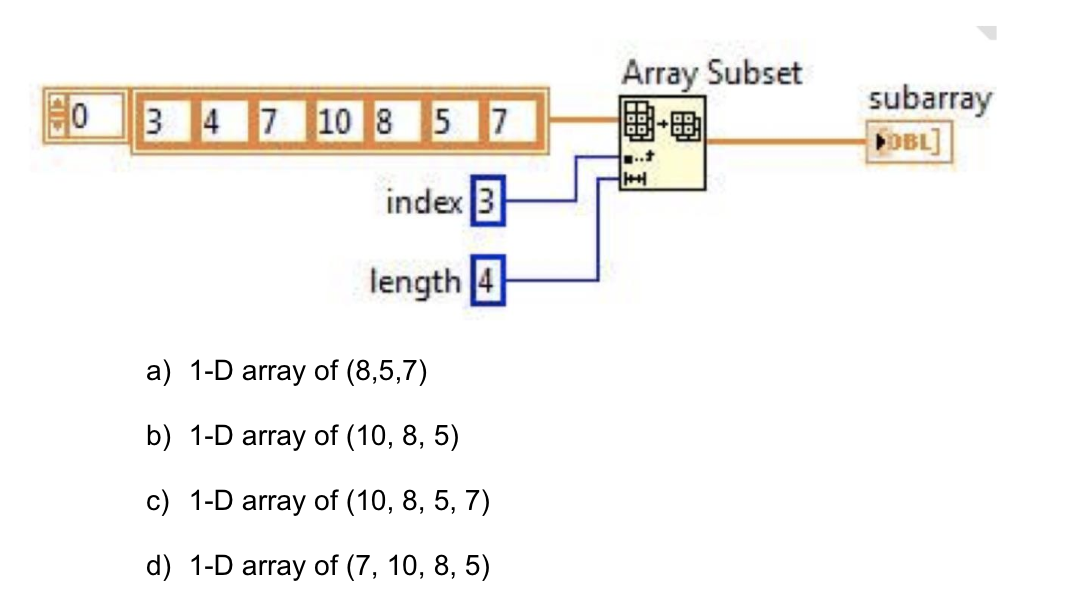 Array Subset
subarray
0 3 4 7 10 8 5 7
DBL]
index 3
length 4
a) 1-D array of (8,5,7)
b) 1-D array of (10, 8, 5)
c) 1-D array of (10, 8, 5, 7)
d) 1-D array of (7, 10, 8, 5)